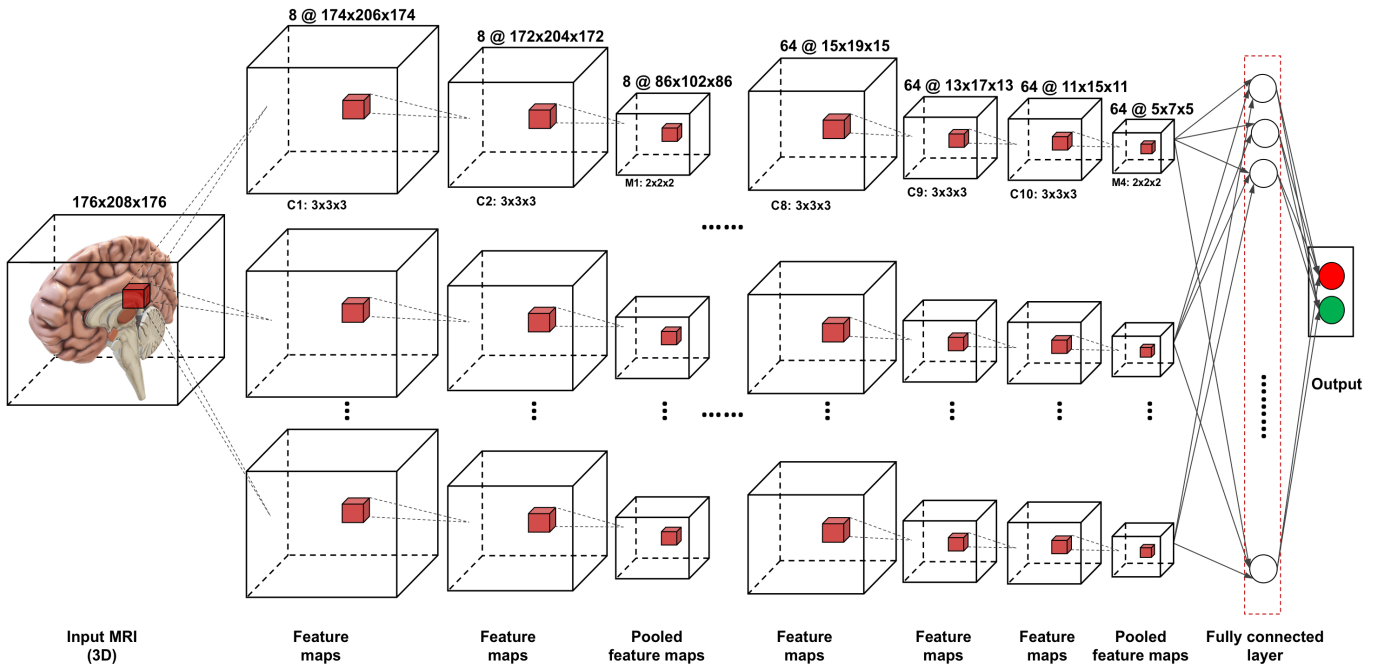 8 @ 174x206x174
8 @ 172x204x172
8 @ 86x102x86
64 @ 15x19x15
64 @ 13x17x13
64 @ 11x15x11
64 @ 5x7x5
176x208x176
C1: 3x3x3
C2: 3x3x3
M1: 2x2x2
C8: 3x3x3
C9: 3x3x3
C10: 3x3x3
M4: 2x2x2
Output
Input MRI
(3D)
Feature
maps
Feature
maps
Pooled
feature maps
Feature
maps
Feature
maps
Feature
maps
Pooled
feature maps
Fully connected
layer